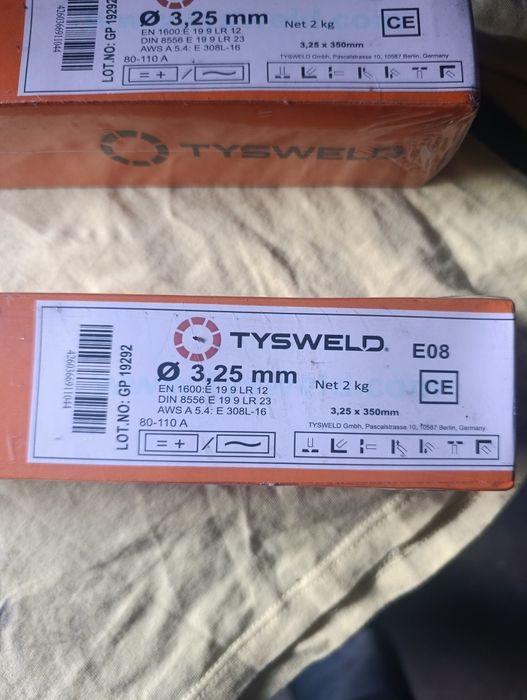 4260366911044
LOT.NO: GP 19292
Ø 3,25 mm Net 2 kg CE
EN 1600:E 19 9 LR 12
DIN 8556 E 19 9 LR 23
AWS A 5.4: E 308L-16
3,25 x 350mm
80-110 A
TYSWELD Gmbh, Pascalstrasse 10, 10587 Berlin, Germany
= + / ~
TYSWELD
4260366911044
LOT.NO: GP 19292
TYSWELD® E08
Ø 3,25 mm Net 2 kg CE
EN 1600:E 19 9 LR 12
DIN 8556 E 19 9 LR 23
AWS A 5.4: E 308L-16
3,25 x 350mm
80-110 A
TYSWELD Gmbh, Pascalstrasse 10, 10587 Berlin, Germany
= + / ~